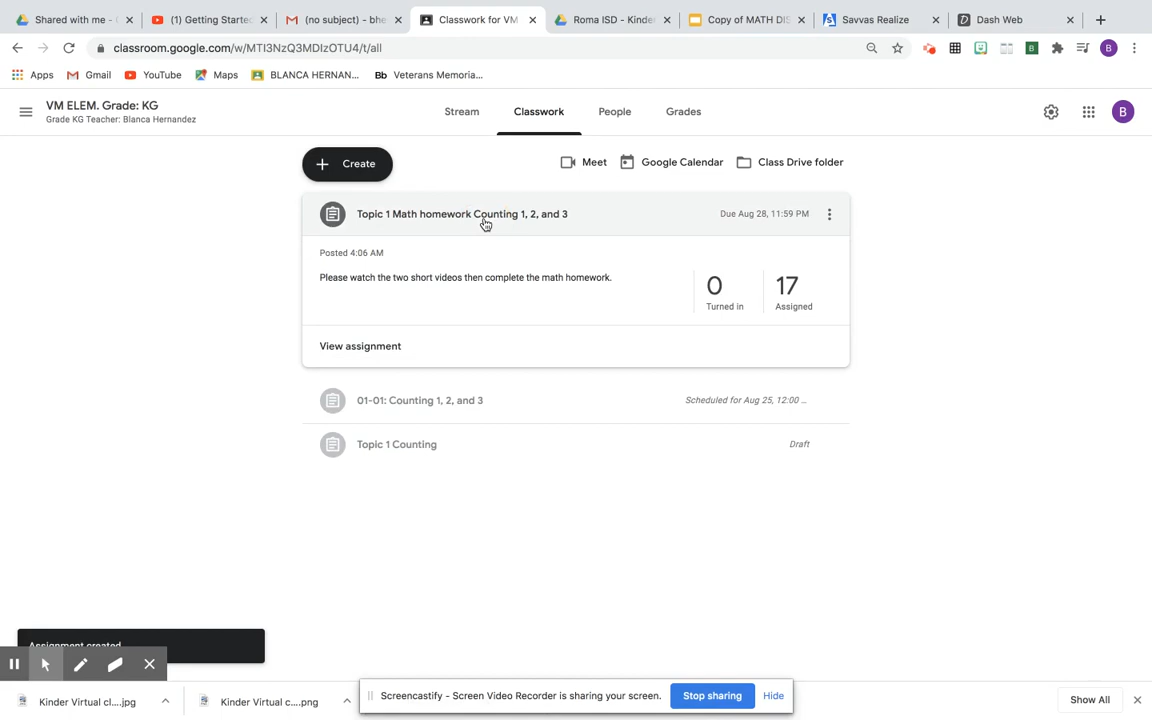 Shared with me -
(1) Getting Started
(no subject) - bhe
Classwork for VM
Roma ISD - Kinde
Copy of MATH DIS
Savvas Realize
Dash Web
classroom.google.com/w/MTI3NzQ3MDIzOTU4/t/all
B
Apps
Gmail
YouTube
Maps
BLANCA HERNAN...
Bb Veterans Memoria...
VM ELEM. Grade: KG
Grade KG Teacher: Blanca Hernandez
Stream
Classwork
People
Grades
B
Create
Meet
Google Calendar
Class Drive folder
Topic 1 Math homework Counting 1, 2, and 3
Due Aug 28, 11:59 PM
Posted 4:06 AM
Please watch the two short videos then complete the math homework.
0
Turned in
17
Assigned
View assignment
01-01: Counting 1, 2, and 3
Scheduled for Aug 25, 12:00 ...
Topic 1 Counting
Draft
Assignment created
Kinder Virtual cl....jpg
Kinder Virtual c....png
Screencastify - Screen Video Recorder is sharing your screen.
Stop sharing
Hide
Show All